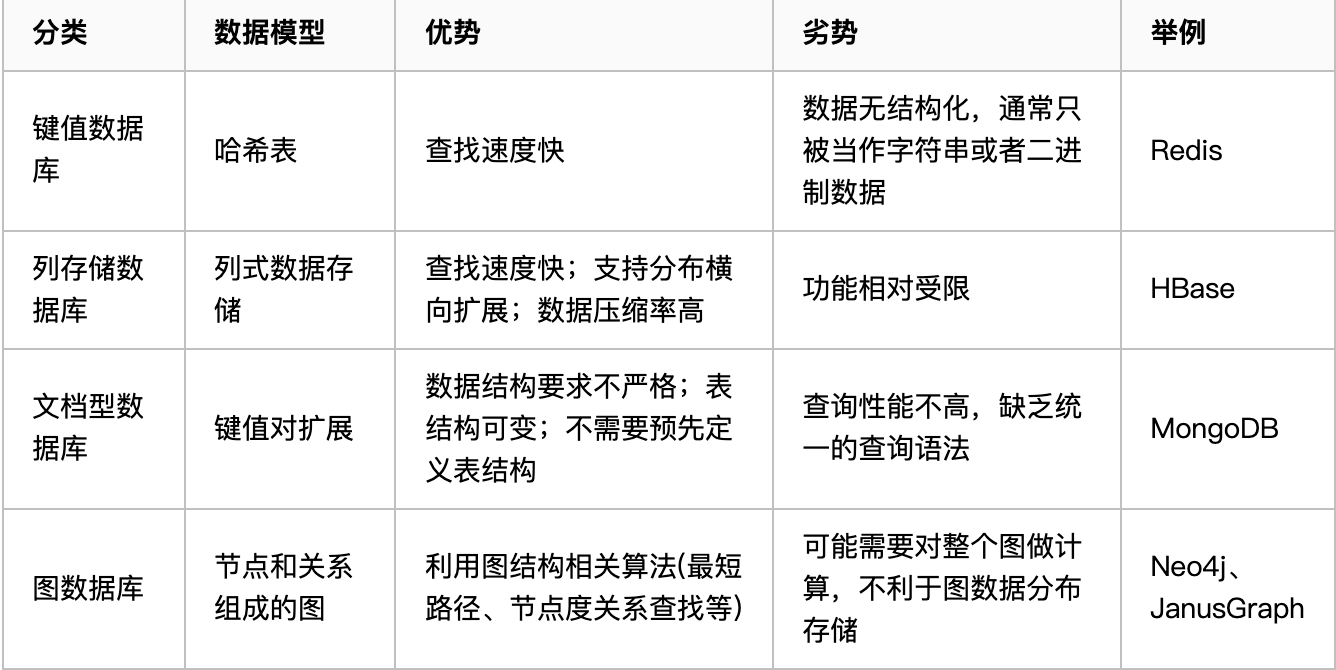 分类 数据模型 优势 劣势 举例
键值数据
库
哈希表
查找速度快
数据无结构化，通常只
被当作字符串或者二进
制数据
Redis
列存储数
据库
列式数据存
储
查找速度快；支持分布横
向扩展；数据压缩率高
功能相对受限
HBase
文档型数
据库
键值对扩展
数据结构要求不严格；表
结构可变；不需要预先定
义表结构
查询性能不高，缺乏统
一的查询语法
MongoDB
图数据库
节点和关系
组成的图
利用图结构相关算法(最短
路径、节点度关系查找等）
可能需要对整个图做计
算，不利于图数据分布
存储
Neo4j、
JanusGraph